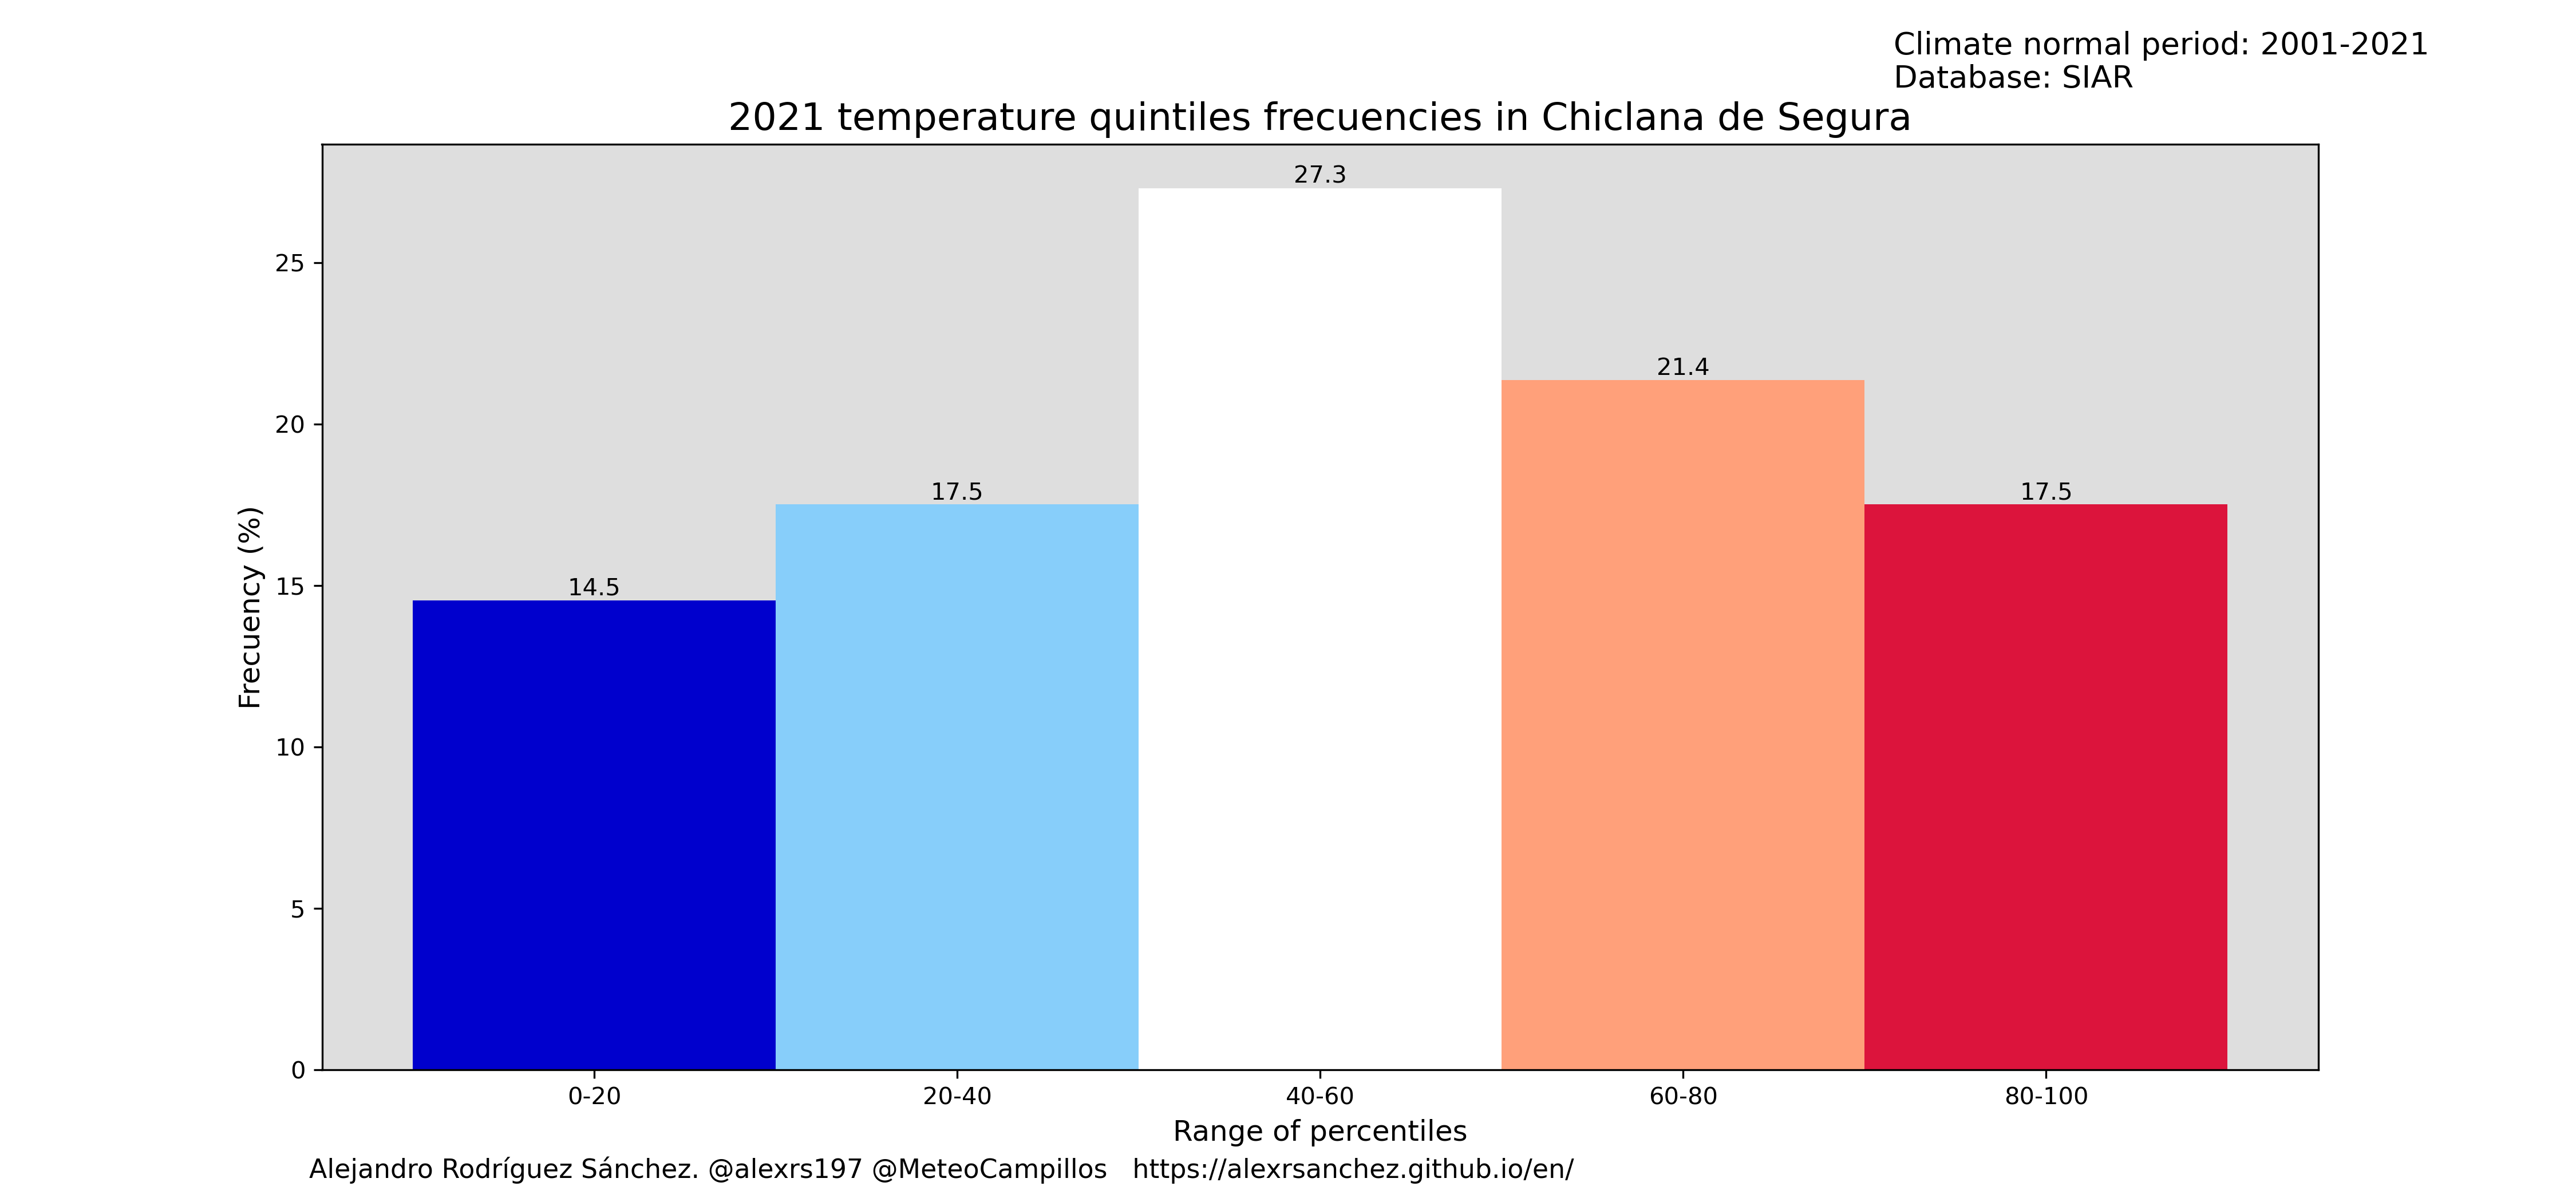 Climate normal period: 2001-2021
Database: SIAR
2021 temperature quintiles frecuencies in Chiclana de Segura
27.3
25
21.4
20
17.5
17.5
15
14.5
Frecuency (%)
10
5
0
0-20
20-40
40-60
60-80
80-100
Range of percentiles
Alejandro Rodríguez Sánchez. @alexrs197 @MeteoCampillos   https://alexrsanchez.github.io/en/